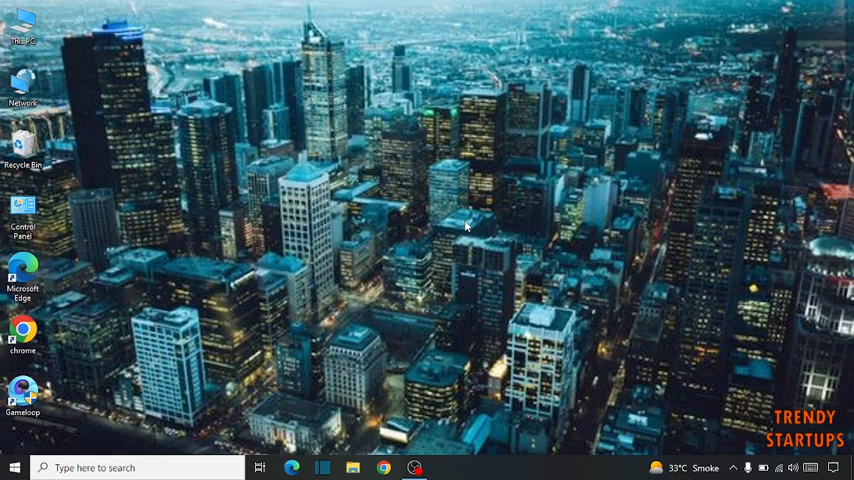 This PC
Network
Recycle Bin
Control
Panel
Microsoft
Edge
chrome
Gameloop
TRENDY
STARTUPS
Type here to search
33°C Smoke